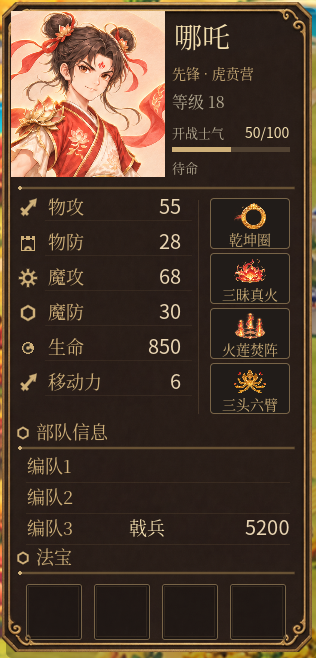 哪吒
先锋 · 虎贲营
等级 18
开战士气 50/100
待命
物攻 55
物防 28
魔攻 68
魔防 30
生命 850
移动力 6
乾坤圈
三昧真火
火莲焚阵
三头六臂
部队信息
编队1
编队2
编队3 戟兵 5200
法宝